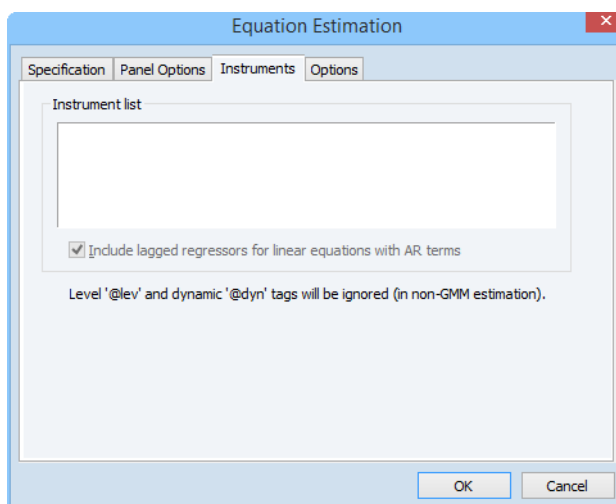 Equation Estimation
Specification Panel Options Instruments Options
Instrument list
Include lagged regressors for linear equations with AR terms
Level '@lev' and dynamic '@dyn' tags will be ignored (in non-GMM estimation).
OK Cancel